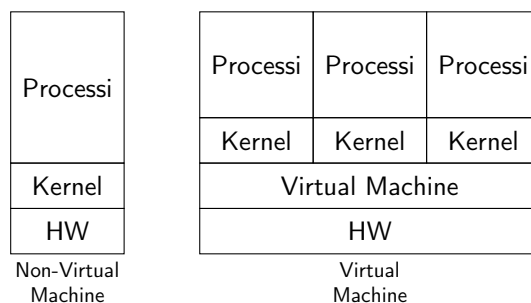 Processi
Kernel
HW
Non-Virtual
Machine
Processi Processi Processi
Kernel Kernel Kernel
Virtual Machine
HW
Virtual
Machine